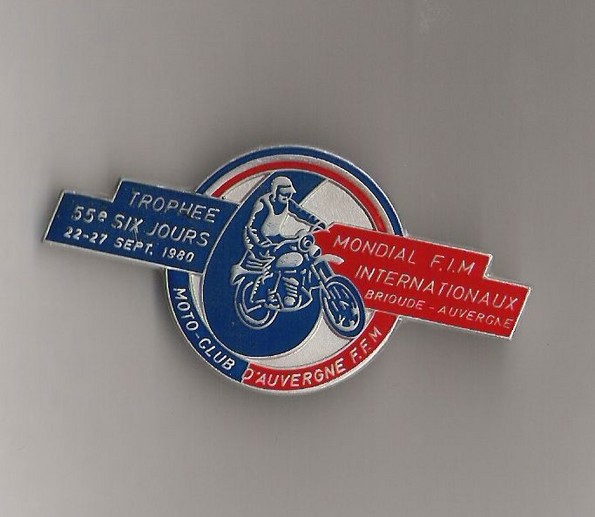 TROPHEE
55e SIX JOURS
22-27 SEPT. 1980
MONDIAL F.I.M
INTERNATIONAUX
BRIOUDE - AUVERGNE
MOTO-CLUB D'AUVERGNE F.F.M